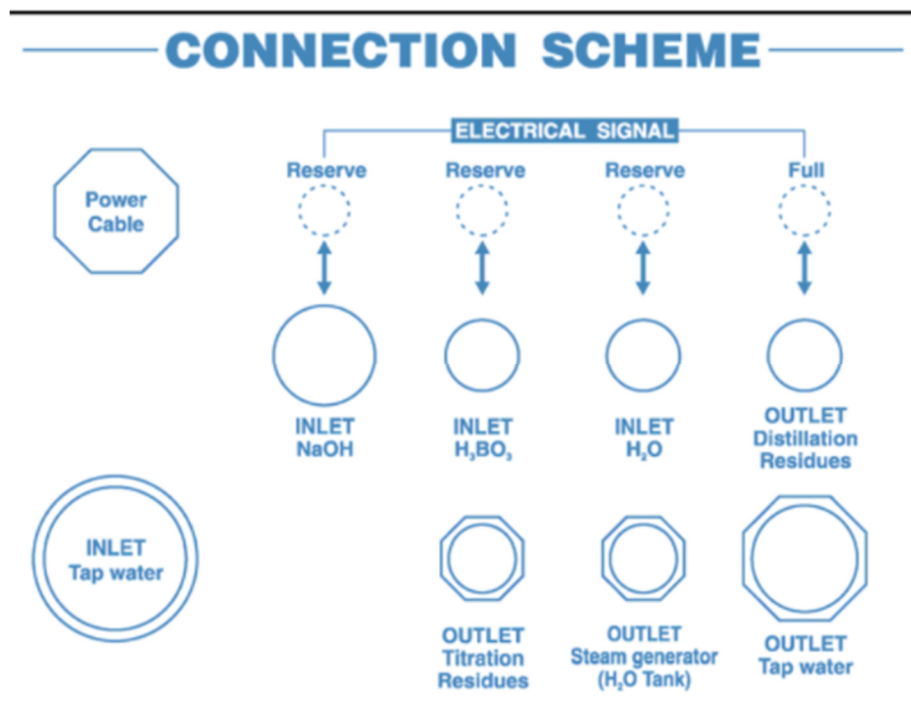 CONNECTION SCHEME
ELECTRICAL SIGNAL
Power
Cable
Reserve
Reserve
Reserve
Full
INLET
NaOH
INLET
H₃BO₃
INLET
H₂O
OUTLET
Distillation
Residues
INLET
Tap water
OUTLET
Titration
Residues
OUTLET
Steam generator
(H₂O Tank)
OUTLET
Tap water